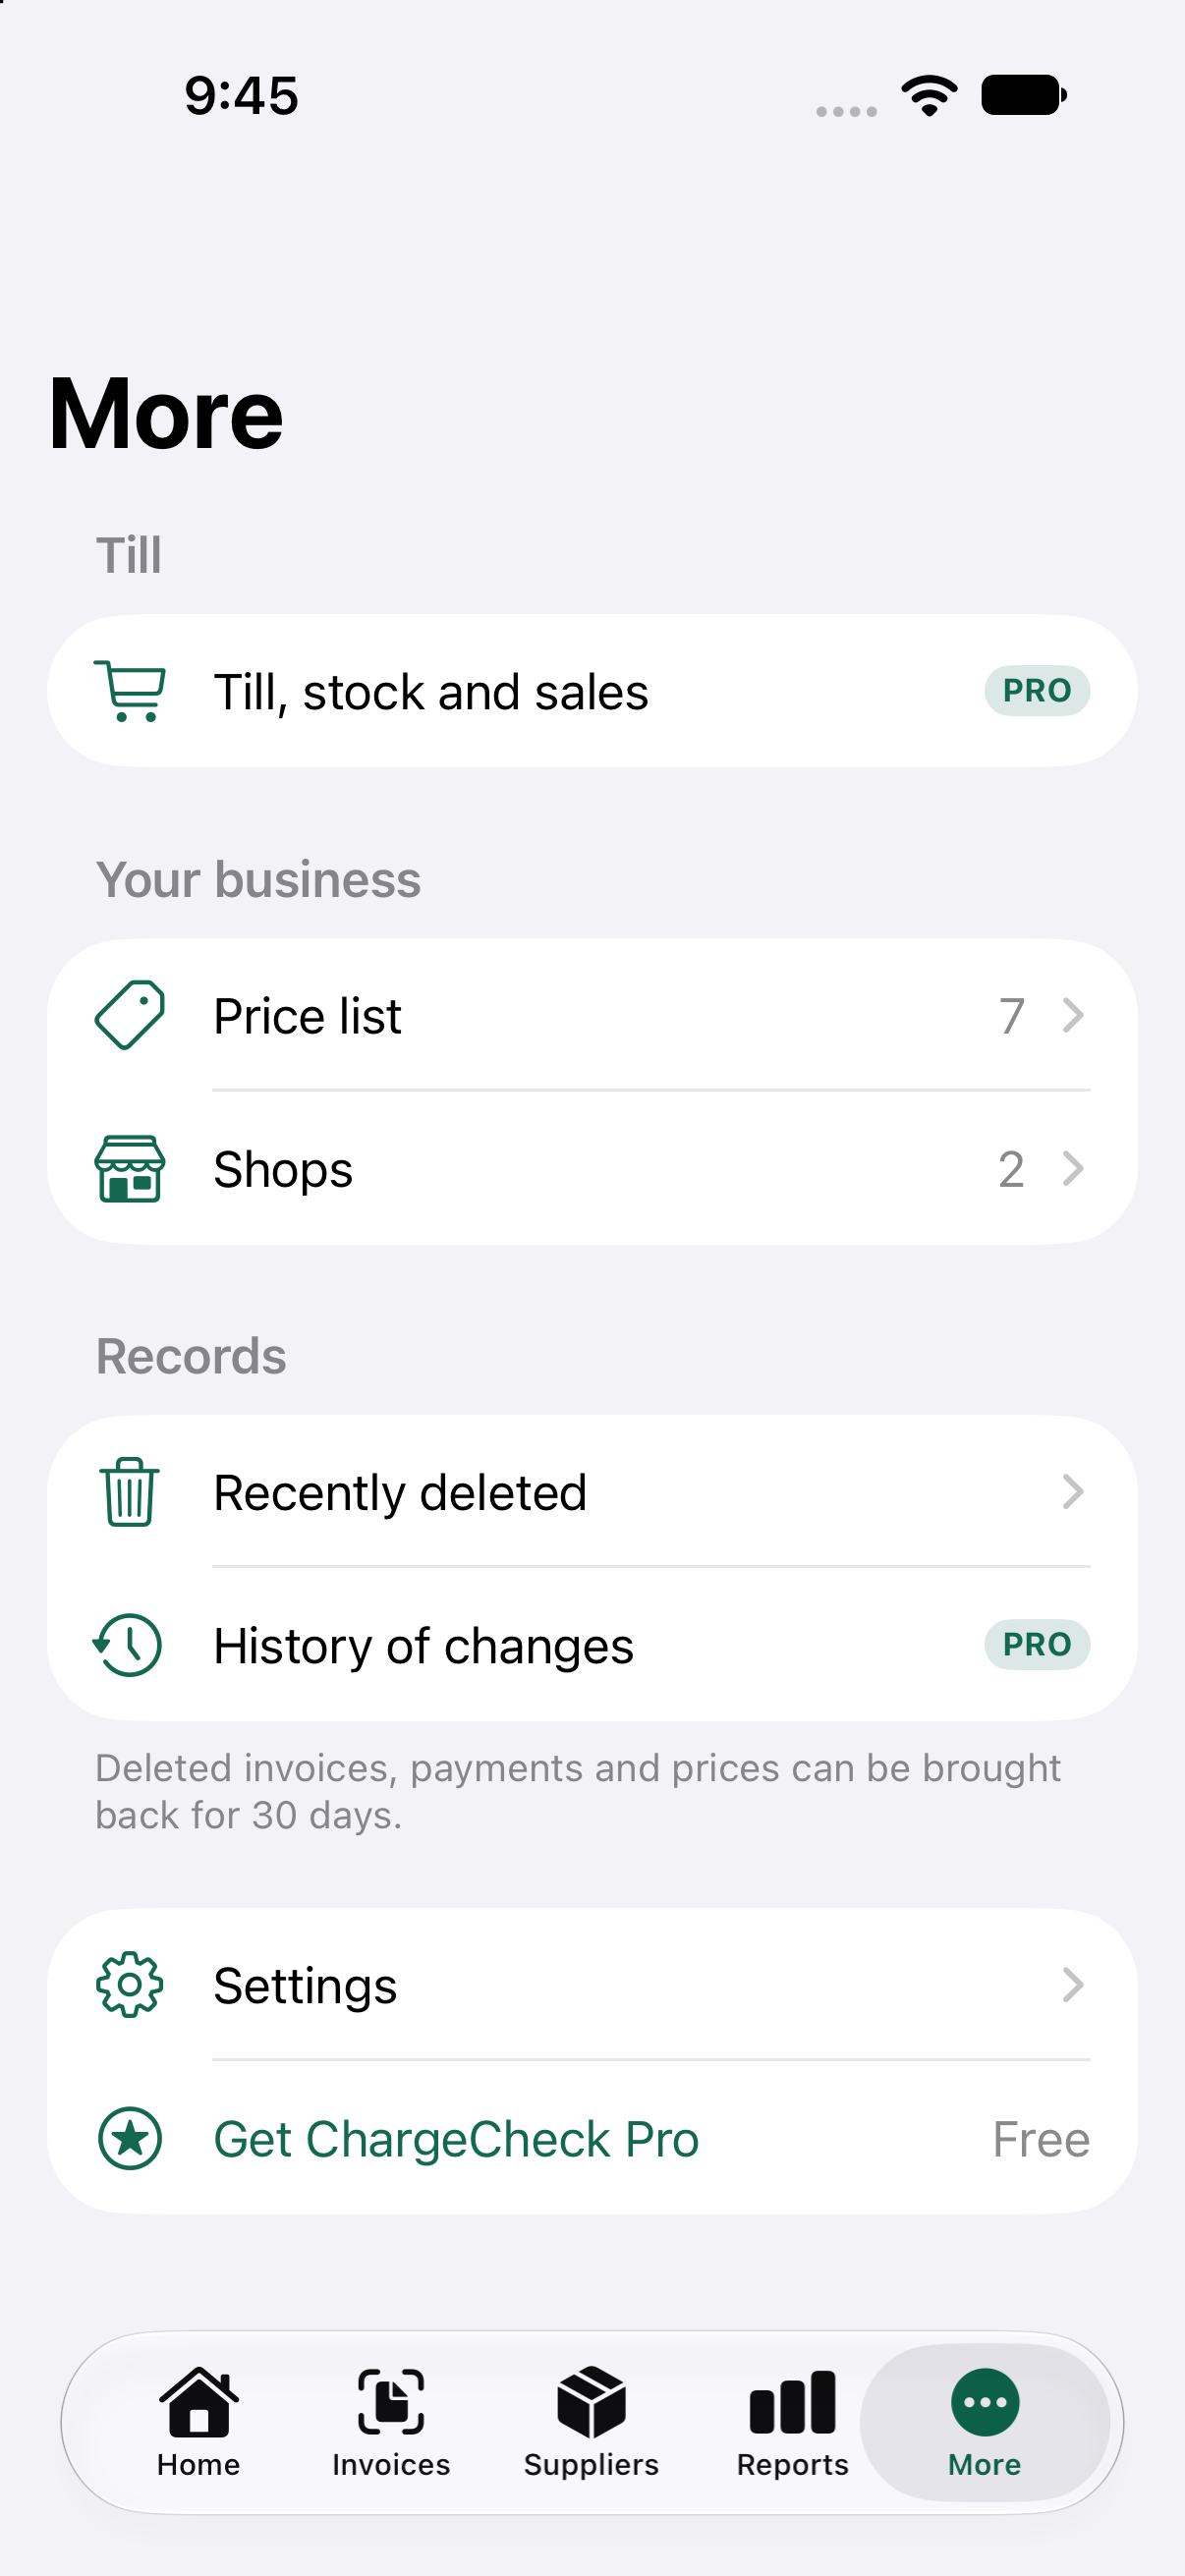 9:45
More
Till
Till, stock and sales PRO
Your business
Price list 7
Shops 2
Records
Recently deleted
History of changes PRO
Deleted invoices, payments and prices can be brought
back for 30 days.
Settings
Get ChargeCheck Pro Free
Home Invoices Suppliers Reports More